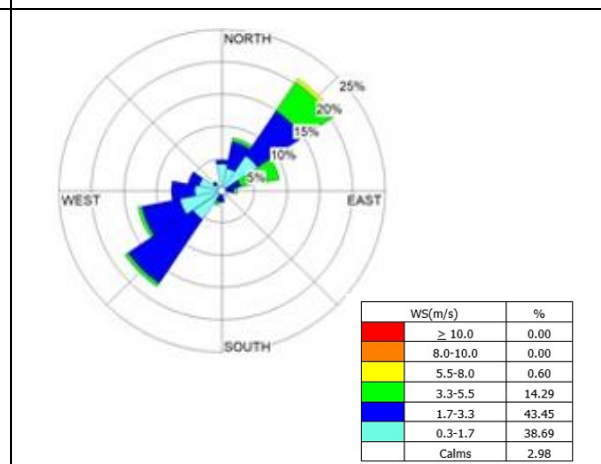 NORTH
25%
20%
15%
10%
5%
WEST
EAST
SOUTH
WS(m/s) %
≥ 10.0 0.00
8.0-10.0 0.00
5.5-8.0 0.60
3.3-5.5 14.29
1.7-3.3 43.45
0.3-1.7 38.69
Calms 2.98